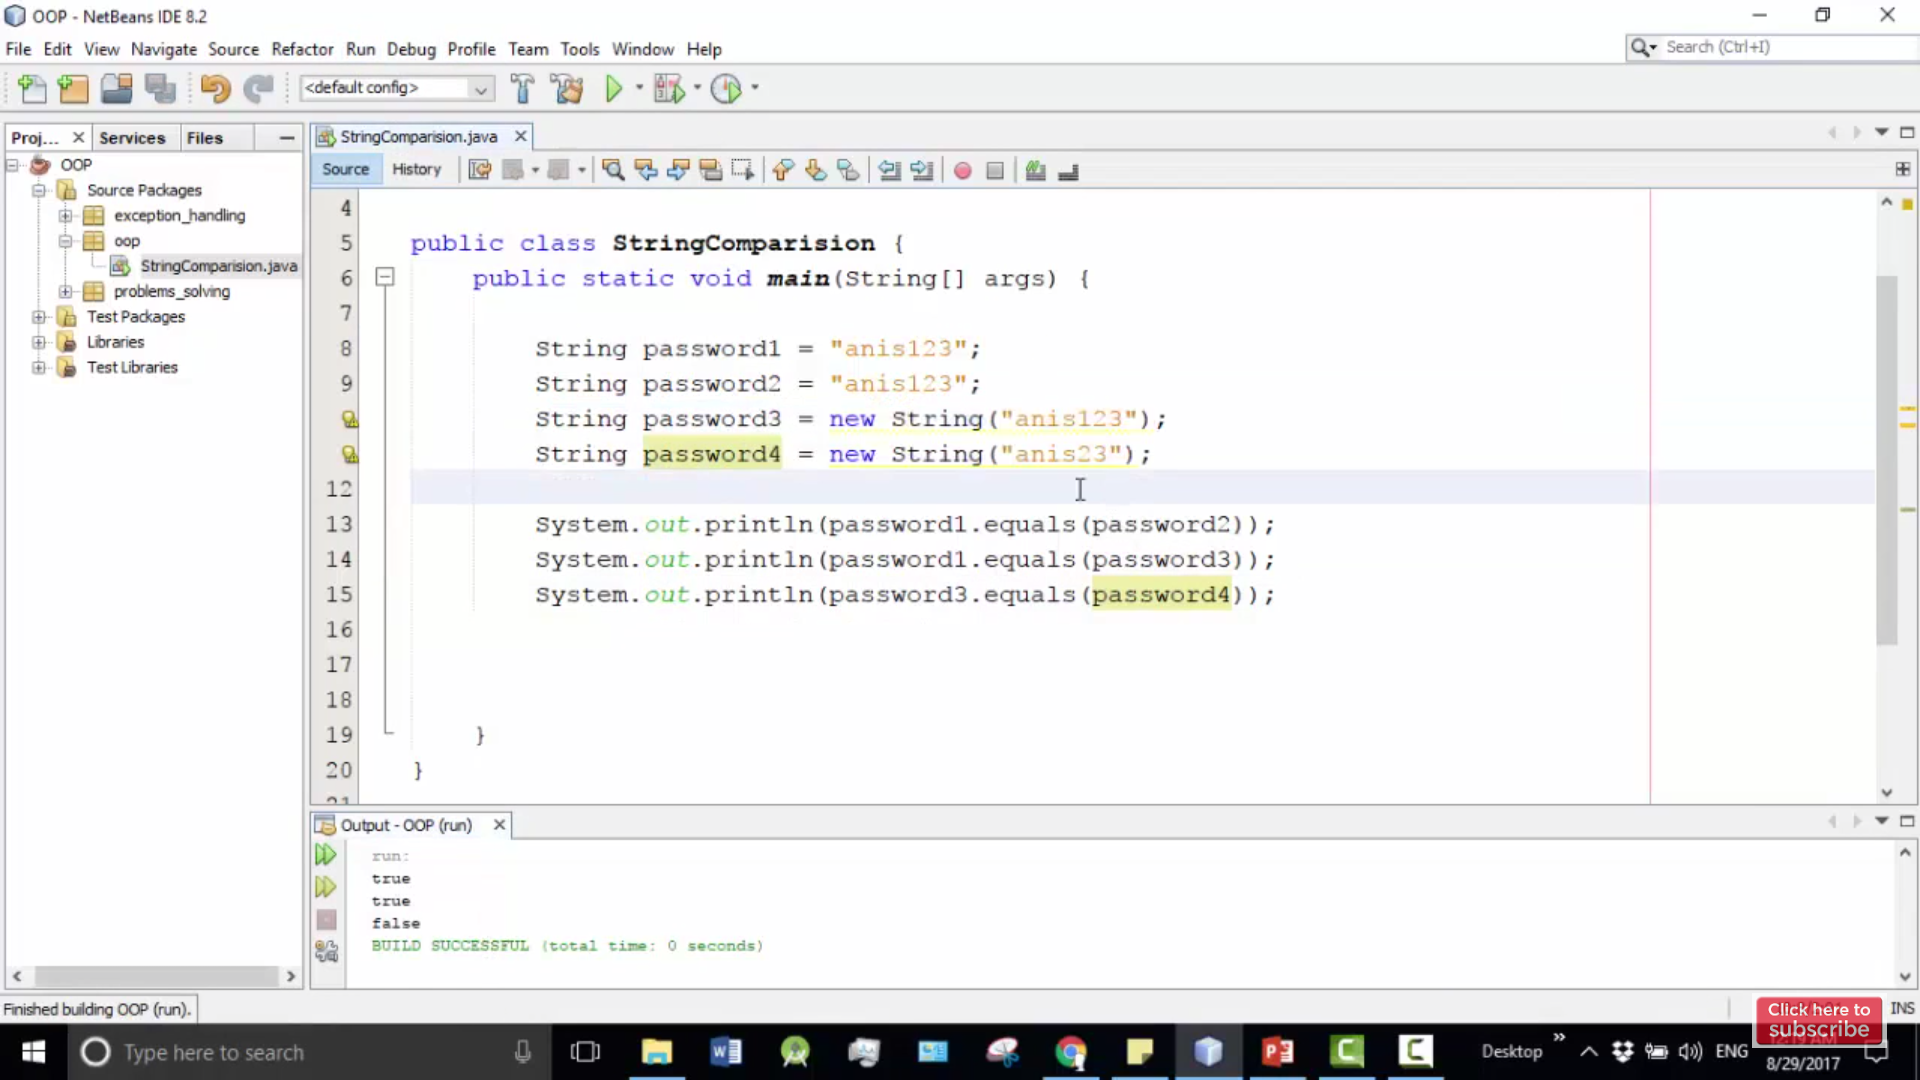 OOP - NetBeans IDE 8.2
File Edit View Navigate Source Refactor Run Debug Profile Team Tools Window Help
Search (Ctrl+I)
<default config>
Proj... Services Files
StringComparision.java
Source History
OOP
Source Packages
exception_handling
oop
StringComparision.java
problems_solving
Test Packages
Libraries
Test Libraries
4
5 public class StringComparision {
6 public static void main(String[] args) {
7
8 String password1 = "anis123";
9 String password2 = "anis123";
String password3 = new String("anis123");
String password4 = new String("anis23");
12
13 System.out.println(password1.equals(password2));
14 System.out.println(password1.equals(password3));
15 System.out.println(password3.equals(password4));
16
17
18
19 }
20 }
21
Output - OOP (run)
run:
true
true
false
BUILD SUCCESSFUL (total time: 0 seconds)
Finished building OOP (run).
INS
Click here to
subscribe
Type here to search
Desktop
ENG
8/29/2017